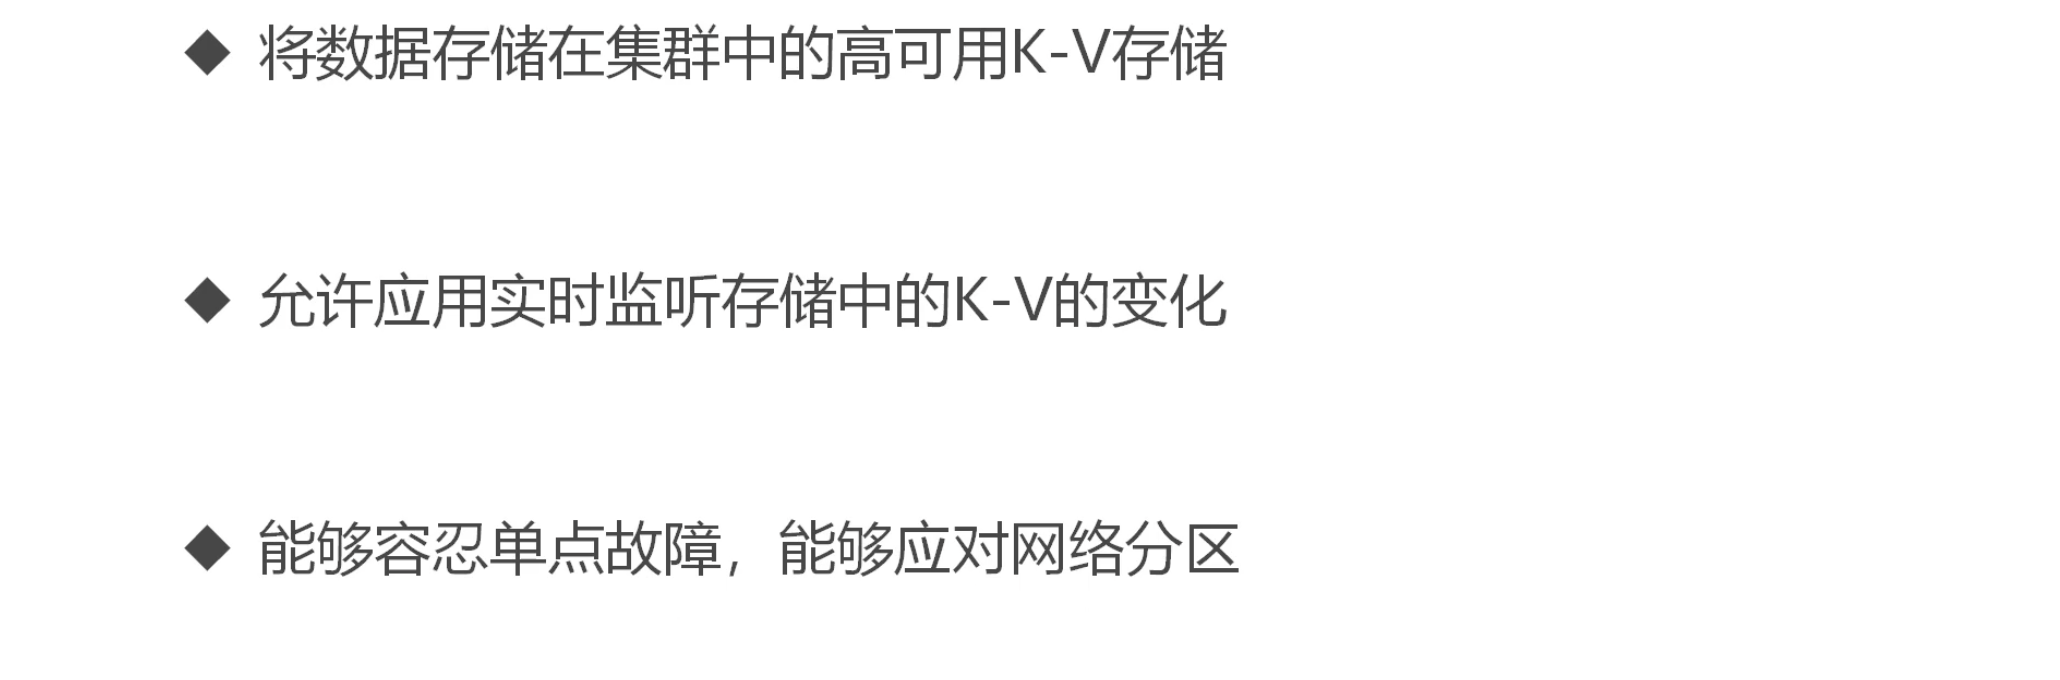 ◆ 将数据存储在集群中的高可用K-V存储
◆ 允许应用实时监听存储中的K-V的变化
◆ 能够容忍单点故障，能够应对网络分区